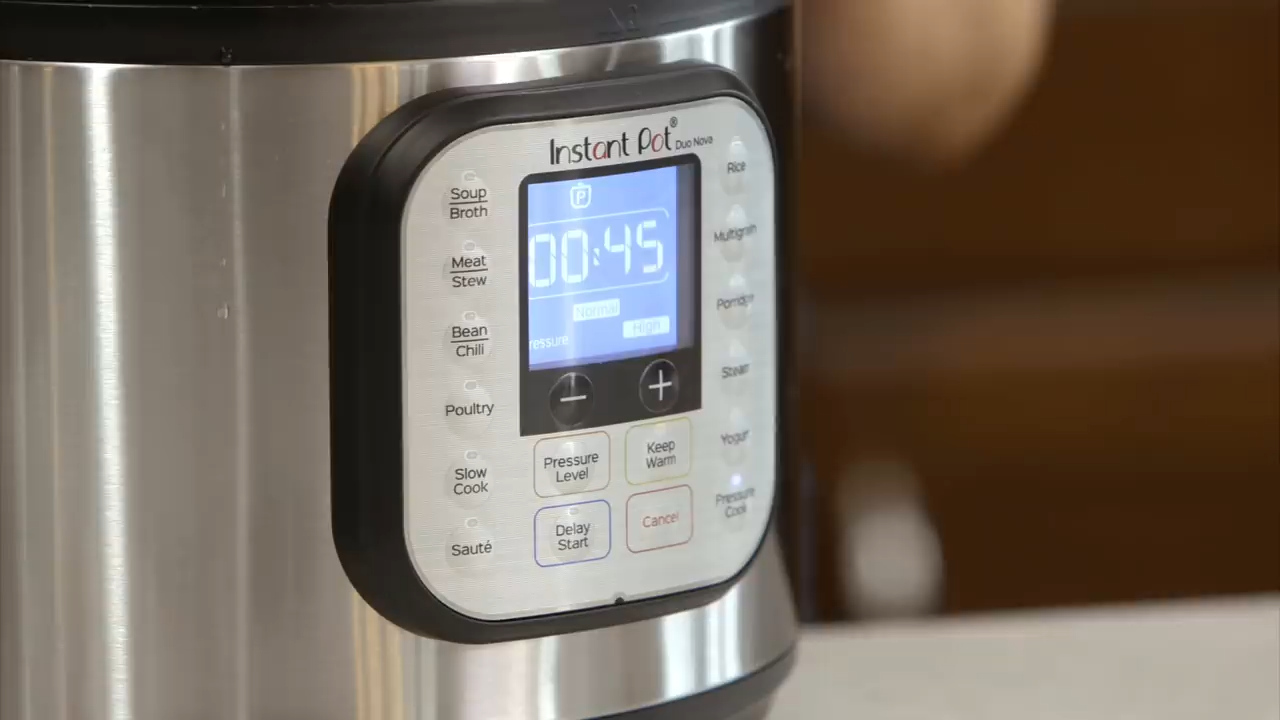 Instant Pot® Duo Nova
Soup
Broth
Meat
Stew
Bean
Chili
Poultry
Slow
Cook
Sauté
P
00:45
Normal
High
ressure
−
+
Pressure
Level
Keep
Warm
Delay
Start
Cancel
Rice
Multigrain
Porridge
Steam
Yogurt
Pressure
Cook